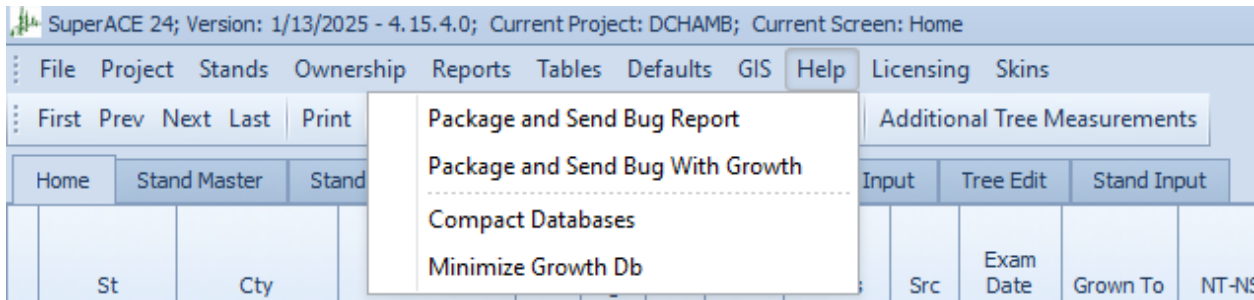 SuperACE 24; Version: 1/13/2025 - 4.15.4.0; Current Project: DCHAMB; Current Screen: Home
File Project Stands Ownership Reports Tables Defaults GIS Help Licensing Skins
First Prev Next Last Print Additional Tree Measurements
Package and Send Bug Report
Package and Send Bug With Growth
Compact Databases
Minimize Growth Db
Home Stand Master Stand Input Tree Edit Stand Input
St Cty Src Exam Date Grown To